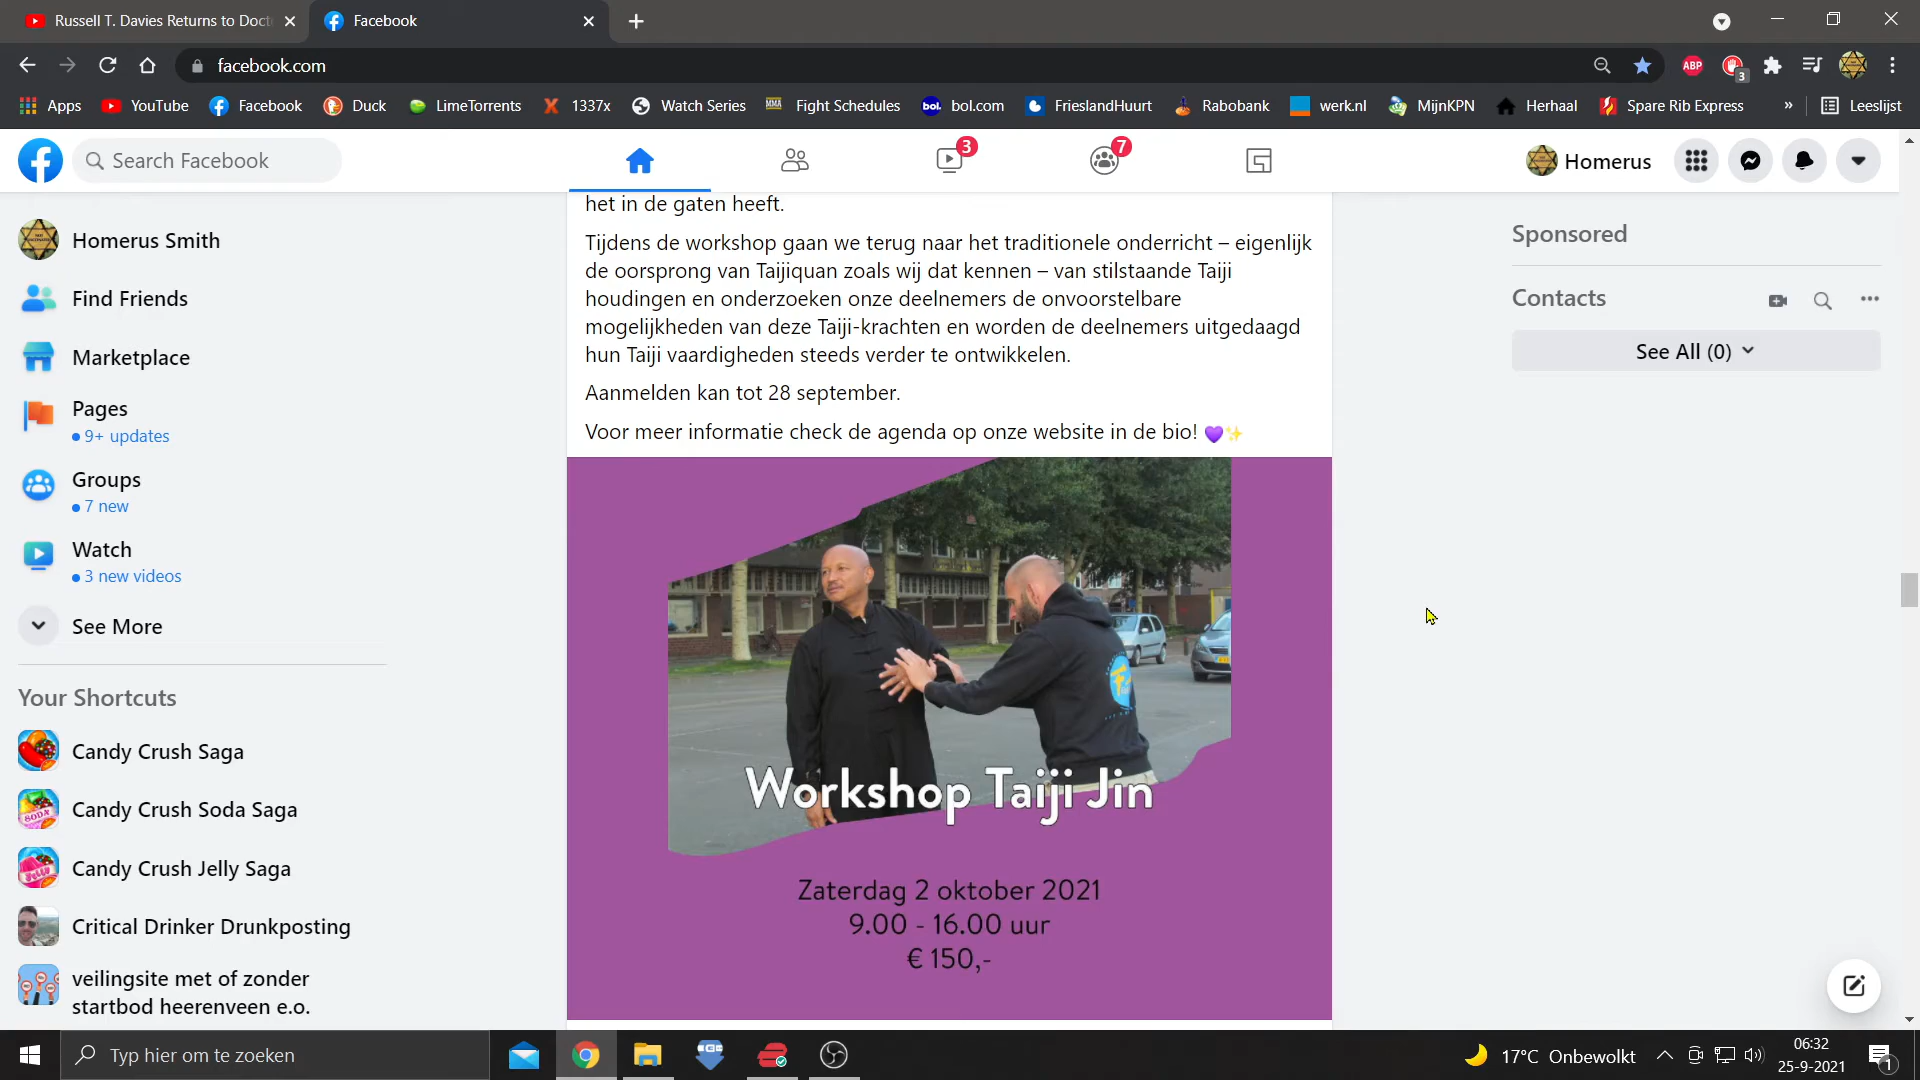 Russell T. Davies Returns to Doct
Facebook
facebook.com
ABP
3
Apps
YouTube
Facebook
Duck
LimeTorrents
1337x
Watch Series
MMA
Fight Schedules
bol.
bol.com
FrieslandHuurt
Rabobank
werk.nl
MijnKPN
Herhaal
Spare Rib Express
»
Leeslijst
Search Facebook
3
7
Homerus
Homerus Smith
Find Friends
Marketplace
Pages
9+ updates
Groups
7 new
Watch
3 new videos
See More
Your Shortcuts
Candy Crush Saga
Candy Crush Soda Saga
Candy Crush Jelly Saga
Critical Drinker Drunkposting
veilingsite met of zonder
startbod heerenveen e.o.
het in de gaten heeft.
Tijdens de workshop gaan we terug naar het traditionele onderricht – eigenlijk
de oorsprong van Taijiquan zoals wij dat kennen – van stilstaande Taiji
houdingen en onderzoeken onze deelnemers de onvoorstelbare
mogelijkheden van deze Taiji-krachten en worden de deelnemers uitgedaagd
hun Taiji vaardigheden steeds verder te ontwikkelen.
Aanmelden kan tot 28 september.
Voor meer informatie check de agenda op onze website in de bio! 💜✨
Workshop Taiji Jin
Zaterdag 2 oktober 2021
9.00 - 16.00 uur
€ 150,-
Sponsored
Contacts
See All (0)
Typ hier om te zoeken
17°C Onbewolkt
06:32
25-9-2021
1